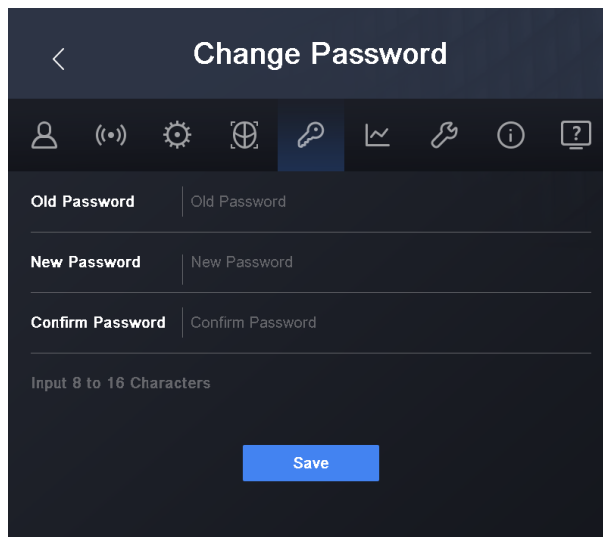 Change Password
?
Old Password Old Password
New Password New Password
Confirm Password Confirm Password
Input 8 to 16 Characters
Save